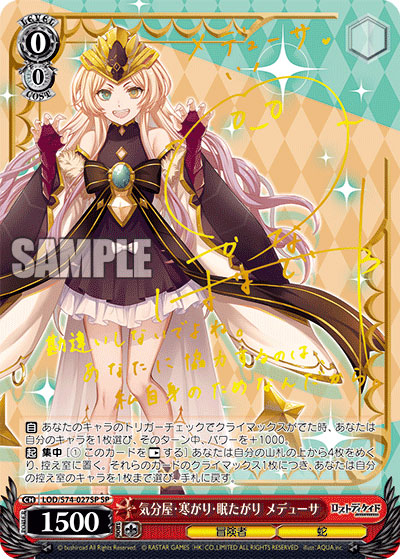 LEVEL
0
0
COST
メデューサ
SAMPLE
勘違いしないでよね。
あなたに協力するのは、
私自身のためなんだから
【自】 あなたのキャラのトリガーチェックでクライマックスがでた時、あなたは
自分のキャラを1枚選び、そのターン中、パワーを+1000。
【起】【集中】 [① このカードを【レスト】する] あなたは自分の山札の上から4枚をめく
り、控え室に置く。それらのカードのクライマックス1枚につき、あなたは自分
の控え室のキャラを1枚まで選び、手札に戻す。
CH LOD/S74-027SP SP
POWER
1500
気分屋・寒がり・眠たがり メデューサ
冒険者
蛇
ロストディケイド
© bushiroad All Rights Reserved. © RASTAR GAMES (HK) CO.,LIMITED ALL RIGHT RESERVED. illust:AQUA.inc.